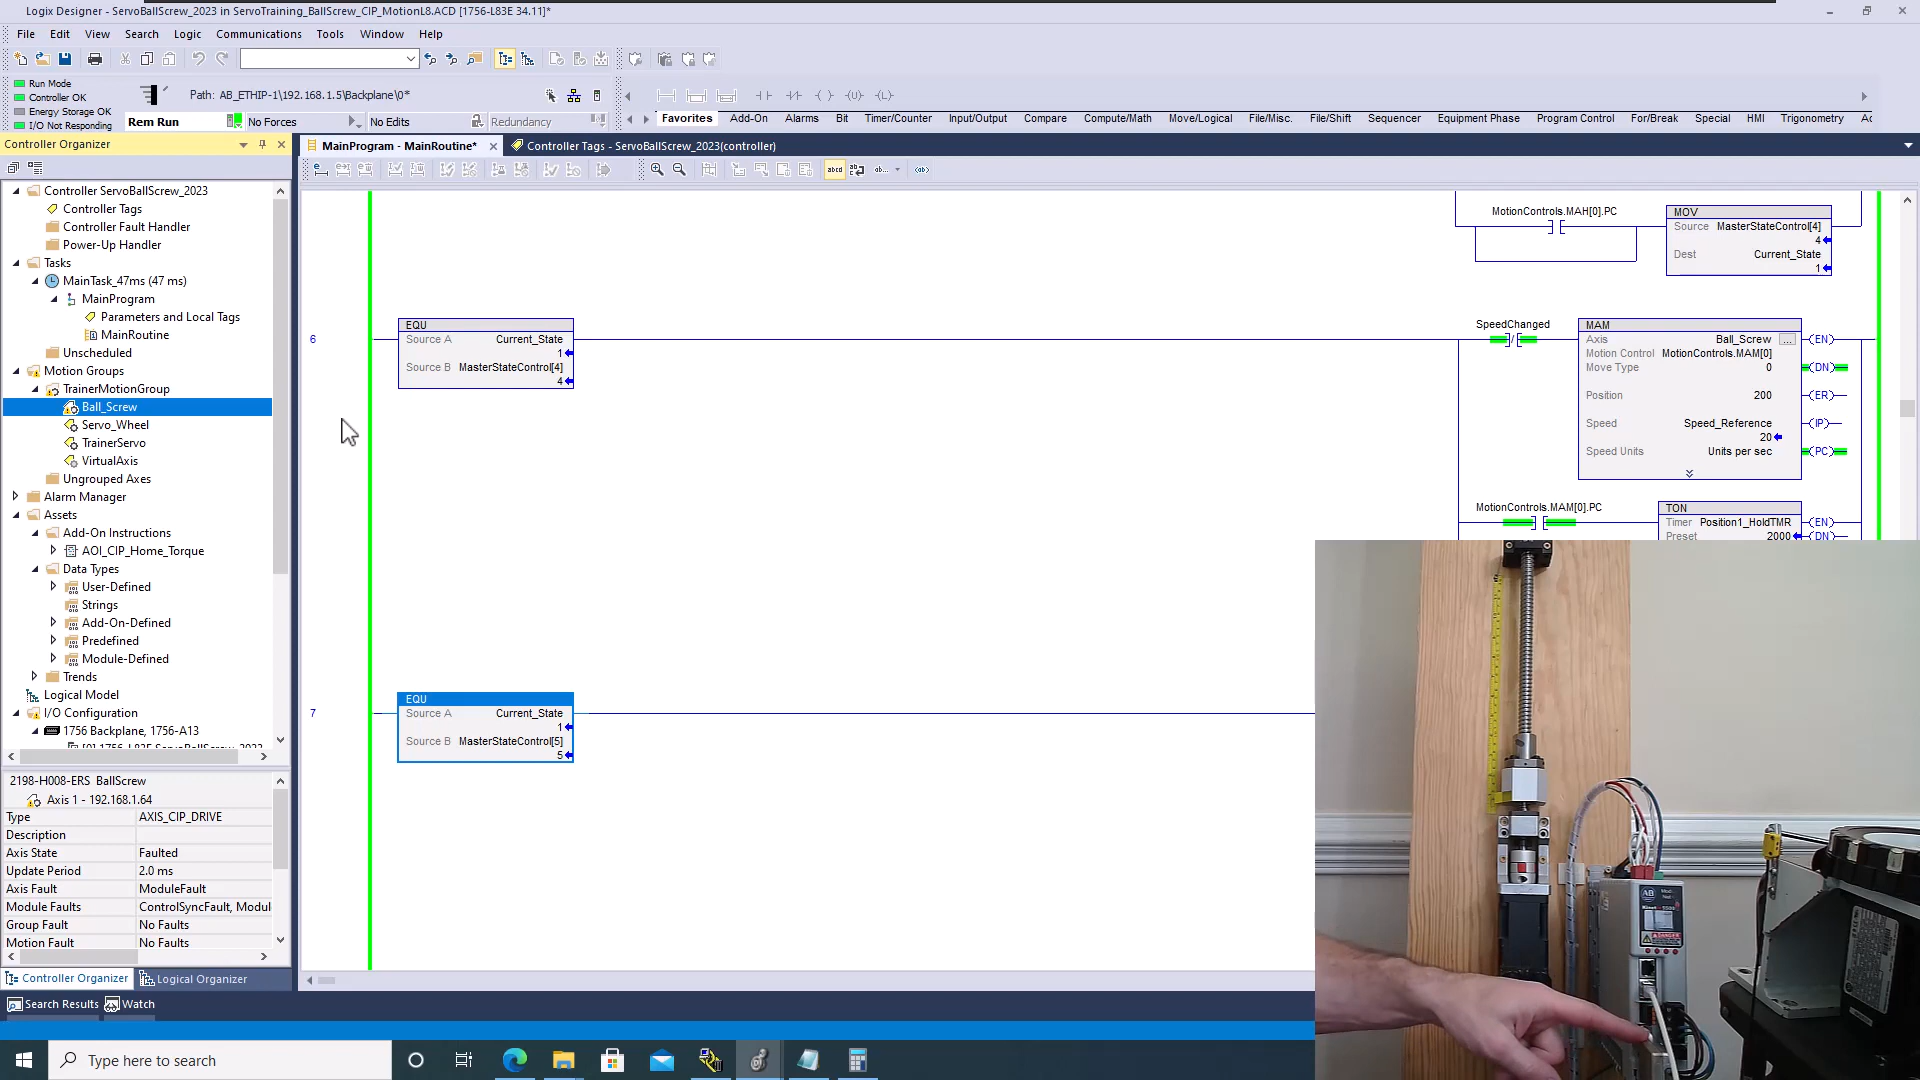 Logix Designer - ServoBallScrew_2023 in ServoTraining_BallScrew_CIP_MotionL8.ACD [1756-L83E 34.11]*
File Edit View Search Logic Communications Tools Window Help
Run Mode
Controller OK
Energy Storage OK
I/O Not Responding
Path: AB_ETHIP-1\192.168.1.5\Backplane\0*
Rem Run No Forces No Edits Redundancy
Favorites Add-On Alarms Bit Timer/Counter Input/Output Compare Compute/Math Move/Logical File/Misc. File/Shift Sequencer Equipment Phase Program Control For/Break Special HMI Trigonometry
Controller Organizer
MainProgram - MainRoutine*
Controller Tags - ServoBallScrew_2023(controller)
Controller ServoBallScrew_2023
Controller Tags
Controller Fault Handler
Power-Up Handler
Tasks
MainTask_47ms (47 ms)
MainProgram
Parameters and Local Tags
MainRoutine
Unscheduled
Motion Groups
TrainerMotionGroup
Ball_Screw
Servo_Wheel
TrainerServo
VirtualAxis
Ungrouped Axes
Alarm Manager
Assets
Add-On Instructions
AOI_CIP_Home_Torque
Data Types
User-Defined
Strings
Add-On-Defined
Predefined
Module-Defined
Trends
Logical Model
I/O Configuration
1756 Backplane, 1756-A13
2198-H008-ERS BallScrew
Axis 1 - 192.168.1.64
Type AXIS_CIP_DRIVE
Description
Axis State Faulted
Update Period 2.0 ms
Axis Fault ModuleFault
Module Faults ControlSyncFault, Modul
Group Fault No Faults
Motion Fault No Faults
Controller Organizer Logical Organizer
Search Results Watch
MotionControls.MAH[0].PC
MOV
Source MasterStateControl[4]
4
Dest Current_State
1
6
EQU
Source A Current_State
1
Source B MasterStateControl[4]
4
SpeedChanged
MAM
Axis Ball_Screw ... (EN)
Motion Control MotionControls.MAM[0]
Move Type 0 (DN)
Position 200 (ER)
Speed Speed_Reference (IP)
20
Speed Units Units per sec (PC)
MotionControls.MAM[0].PC
TON
Timer Position1_HoldTMR (EN)
Preset 2000 (DN)
7
EQU
Source A Current_State
1
Source B MasterStateControl[5]
5
Type here to search